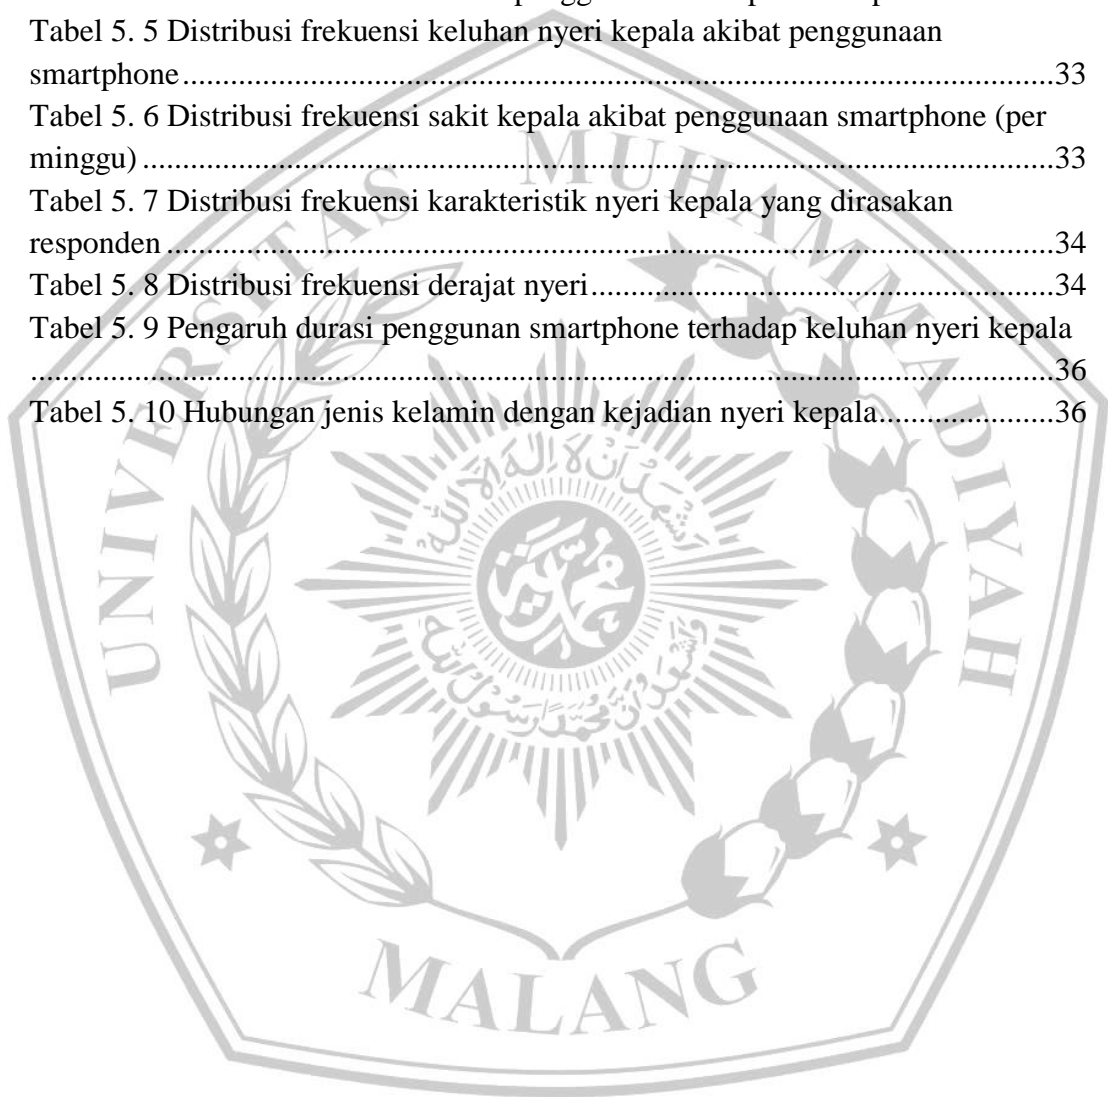 Tabel 5. 5 Distribusi frekuensi keluhan nyeri kepala akibat penggunaan
smartphone.....33
Tabel 5. 6 Distribusi frekuensi sakit kepala akibat penggunaan smartphone (per
minggu).....33
Tabel 5. 7 Distribusi frekuensi karakteristik nyeri kepala yang dirasakan
responden.....34
Tabel 5. 8 Distribusi frekuensi derajat nyeri.....34
Tabel 5. 9 Pengaruh durasi penggunan smartphone terhadap keluhan nyeri kepala
.....36
Tabel 5. 10 Hubungan jenis kelamin dengan kejadian nyeri kepala.....36
UNIVERSITAS MUHAMMADIYAH
MALANG